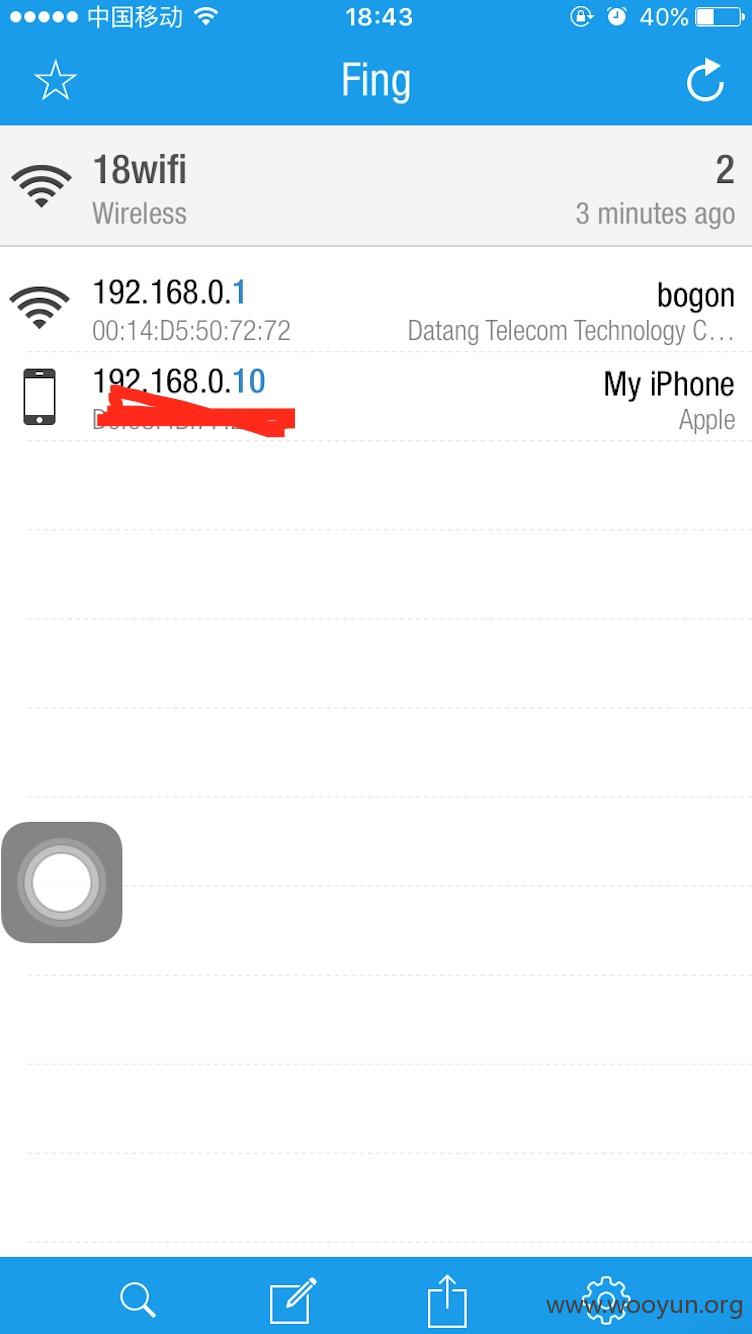 中国移动 18:43 40%
Fing
18wifi 2
Wireless 3 minutes ago
192.168.0.1 bogon
00:14:D5:50:72:72 Datang Telecom Technology C...
192.168.0.10 My iPhone
Apple
www.wooyun.org